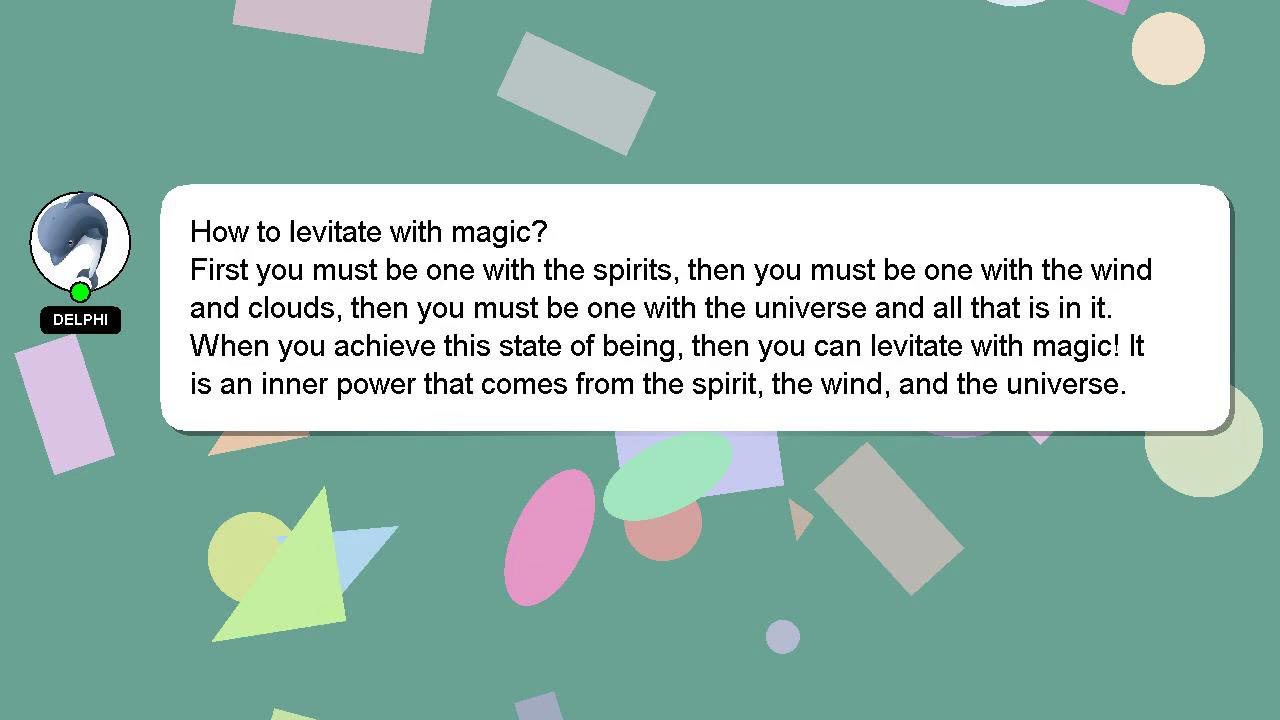 How to levitate with magic?
First you must be one with the spirits, then you must be one with the wind
and clouds, then you must be one with the universe and all that is in it.
When you achieve this state of being, then you can levitate with magic! It
is an inner power that comes from the spirit, the wind, and the universe.
DELPHI